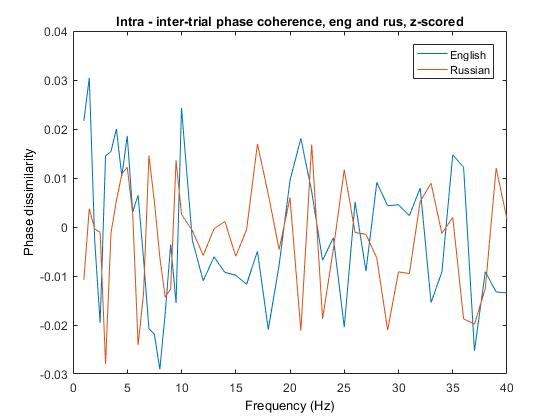 Intra - inter-trial phase coherence, eng and rus, z-scored
0.04
0.03
0.02
0.01
0
-0.01
-0.02
-0.03
Phase dissimilarity
English
Russian
0 5 10 15 20 25 30 35 40
Frequency (Hz)